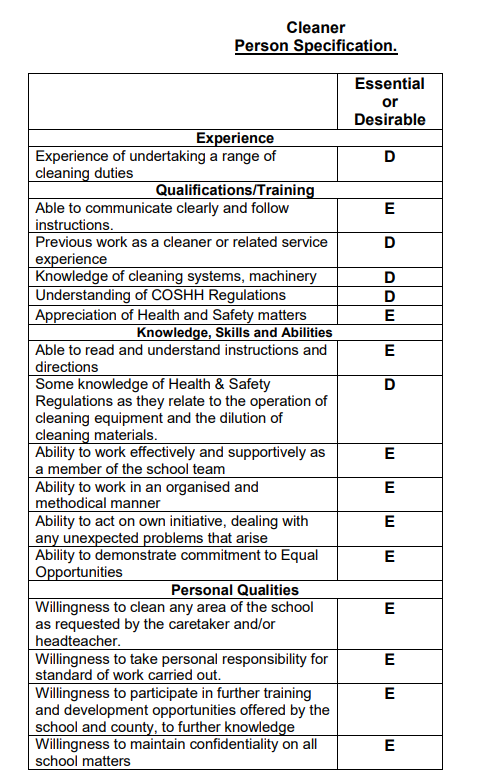 Cleaner
Person Specification.
Essential
or
Desirable
Experience
Experience of undertaking a range of
cleaning duties
D
Qualifications/Training
Able to communicate clearly and follow
instructions.
E
Previous work as a cleaner or related service
experience
D
Knowledge of cleaning systems, machinery
D
Understanding of COSHH Regulations
D
Appreciation of Health and Safety matters
E
Knowledge, Skills and Abilities
Able to read and understand instructions and
directions
E
Some knowledge of Health & Safety
Regulations as they relate to the operation of
cleaning equipment and the dilution of
cleaning materials.
D
Ability to work effectively and supportively as
a member of the school team
E
Ability to work in an organised and
methodical manner
E
Ability to act on own initiative, dealing with
any unexpected problems that arise
E
Ability to demonstrate commitment to Equal
Opportunities
E
Personal Qualities
Willingness to clean any area of the school
as requested by the caretaker and/or
headteacher.
E
Willingness to take personal responsibility for
standard of work carried out.
E
Willingness to participate in further training
and development opportunities offered by the
school and county, to further knowledge
E
Willingness to maintain confidentiality on all
school matters
E